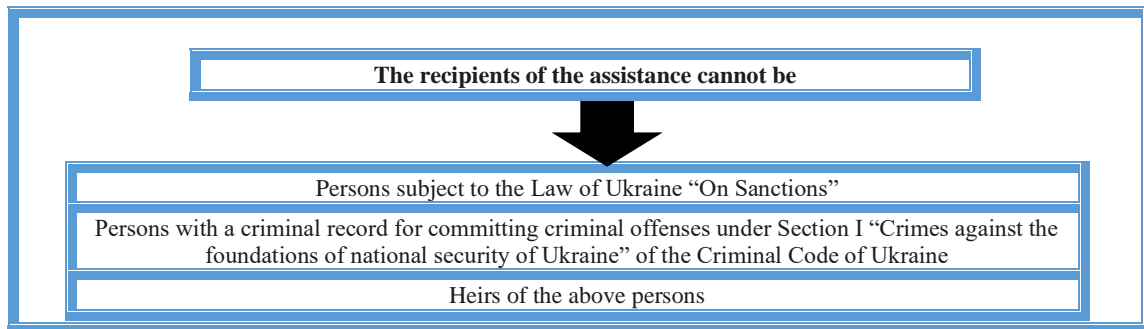 The recipients of the assistance cannot be
Persons subject to the Law of Ukraine “On Sanctions”
Persons with a criminal record for committing criminal offenses under Section I “Crimes against the
foundations of national security of Ukraine” of the Criminal Code of Ukraine
Heirs of the above persons